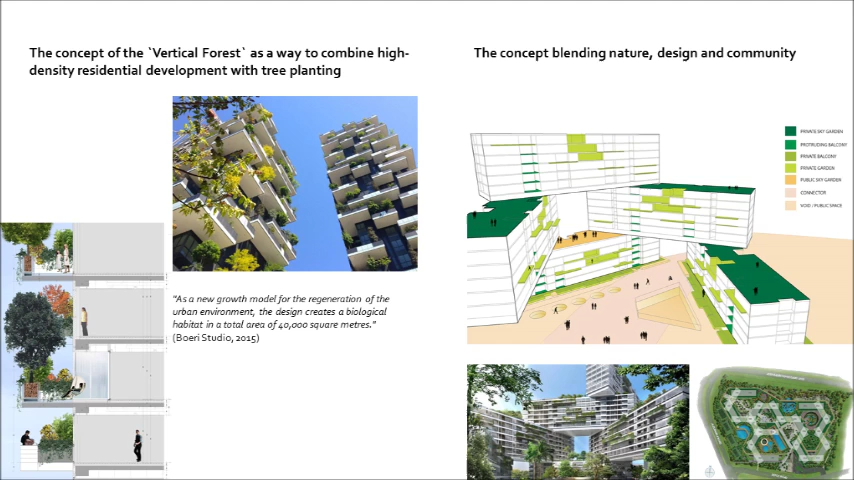 The concept of the `Vertical Forest` as a way to combine high-
density residential development with tree planting
"As a new growth model for the regeneration of the
urban environment, the design creates a biological
habitat in a total area of 40,000 square metres."
(Boeri Studio, 2015)
The concept blending nature, design and community
PRIVATE SKY GARDEN
PROTRUDING BALCONY
PRIVATE BALCONY
PRIVATE GARDEN
PUBLIC SKY GARDEN
CONNECTOR
VOID / PUBLIC SPACE